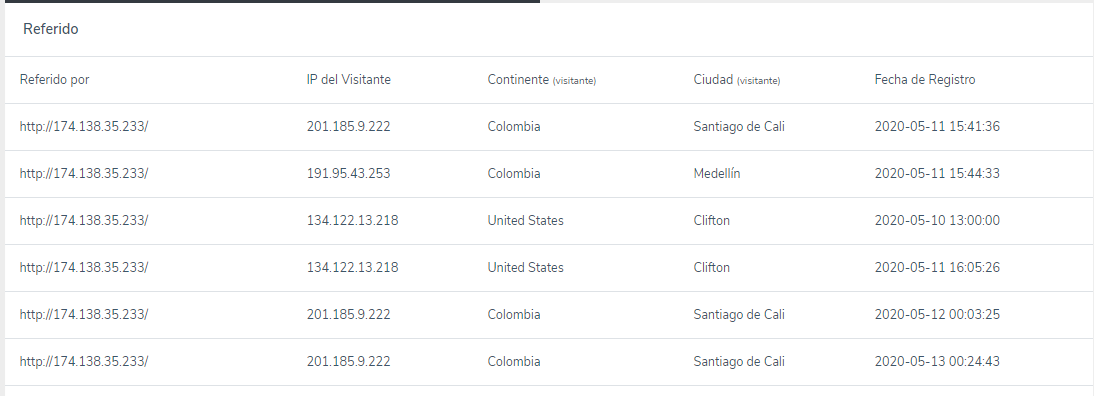 Referido
Referido por IP del Visitante Continente (visitante) Ciudad (visitante) Fecha de Registro
http://174.138.35.233/ 201.185.9.222 Colombia Santiago de Cali 2020-05-11 15:41:36
http://174.138.35.233/ 191.95.43.253 Colombia Medellín 2020-05-11 15:44:33
http://174.138.35.233/ 134.122.13.218 United States Clifton 2020-05-10 13:00:00
http://174.138.35.233/ 134.122.13.218 United States Clifton 2020-05-11 16:05:26
http://174.138.35.233/ 201.185.9.222 Colombia Santiago de Cali 2020-05-12 00:03:25
http://174.138.35.233/ 201.185.9.222 Colombia Santiago de Cali 2020-05-13 00:24:43